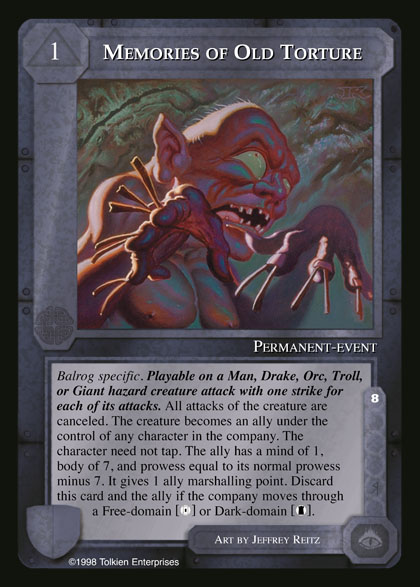 1
Memories of Old Torture
Permanent-event
Balrog specific. Playable on a Man, Drake, Orc, Troll,
or Giant hazard creature attack with one strike for
each of its attacks. All attacks of the creature are
canceled. The creature becomes an ally under the
control of any character in the company. The
character need not tap. The ally has a mind of 1,
body of 7, and prowess equal to its normal prowess
minus 7. It gives 1 ally marshalling point. Discard
this card and the ally if the company moves through
a Free-domain [ ] or Dark-domain [ ].
8
Art by Jeffrey Reitz
©1998 Tolkien Enterprises